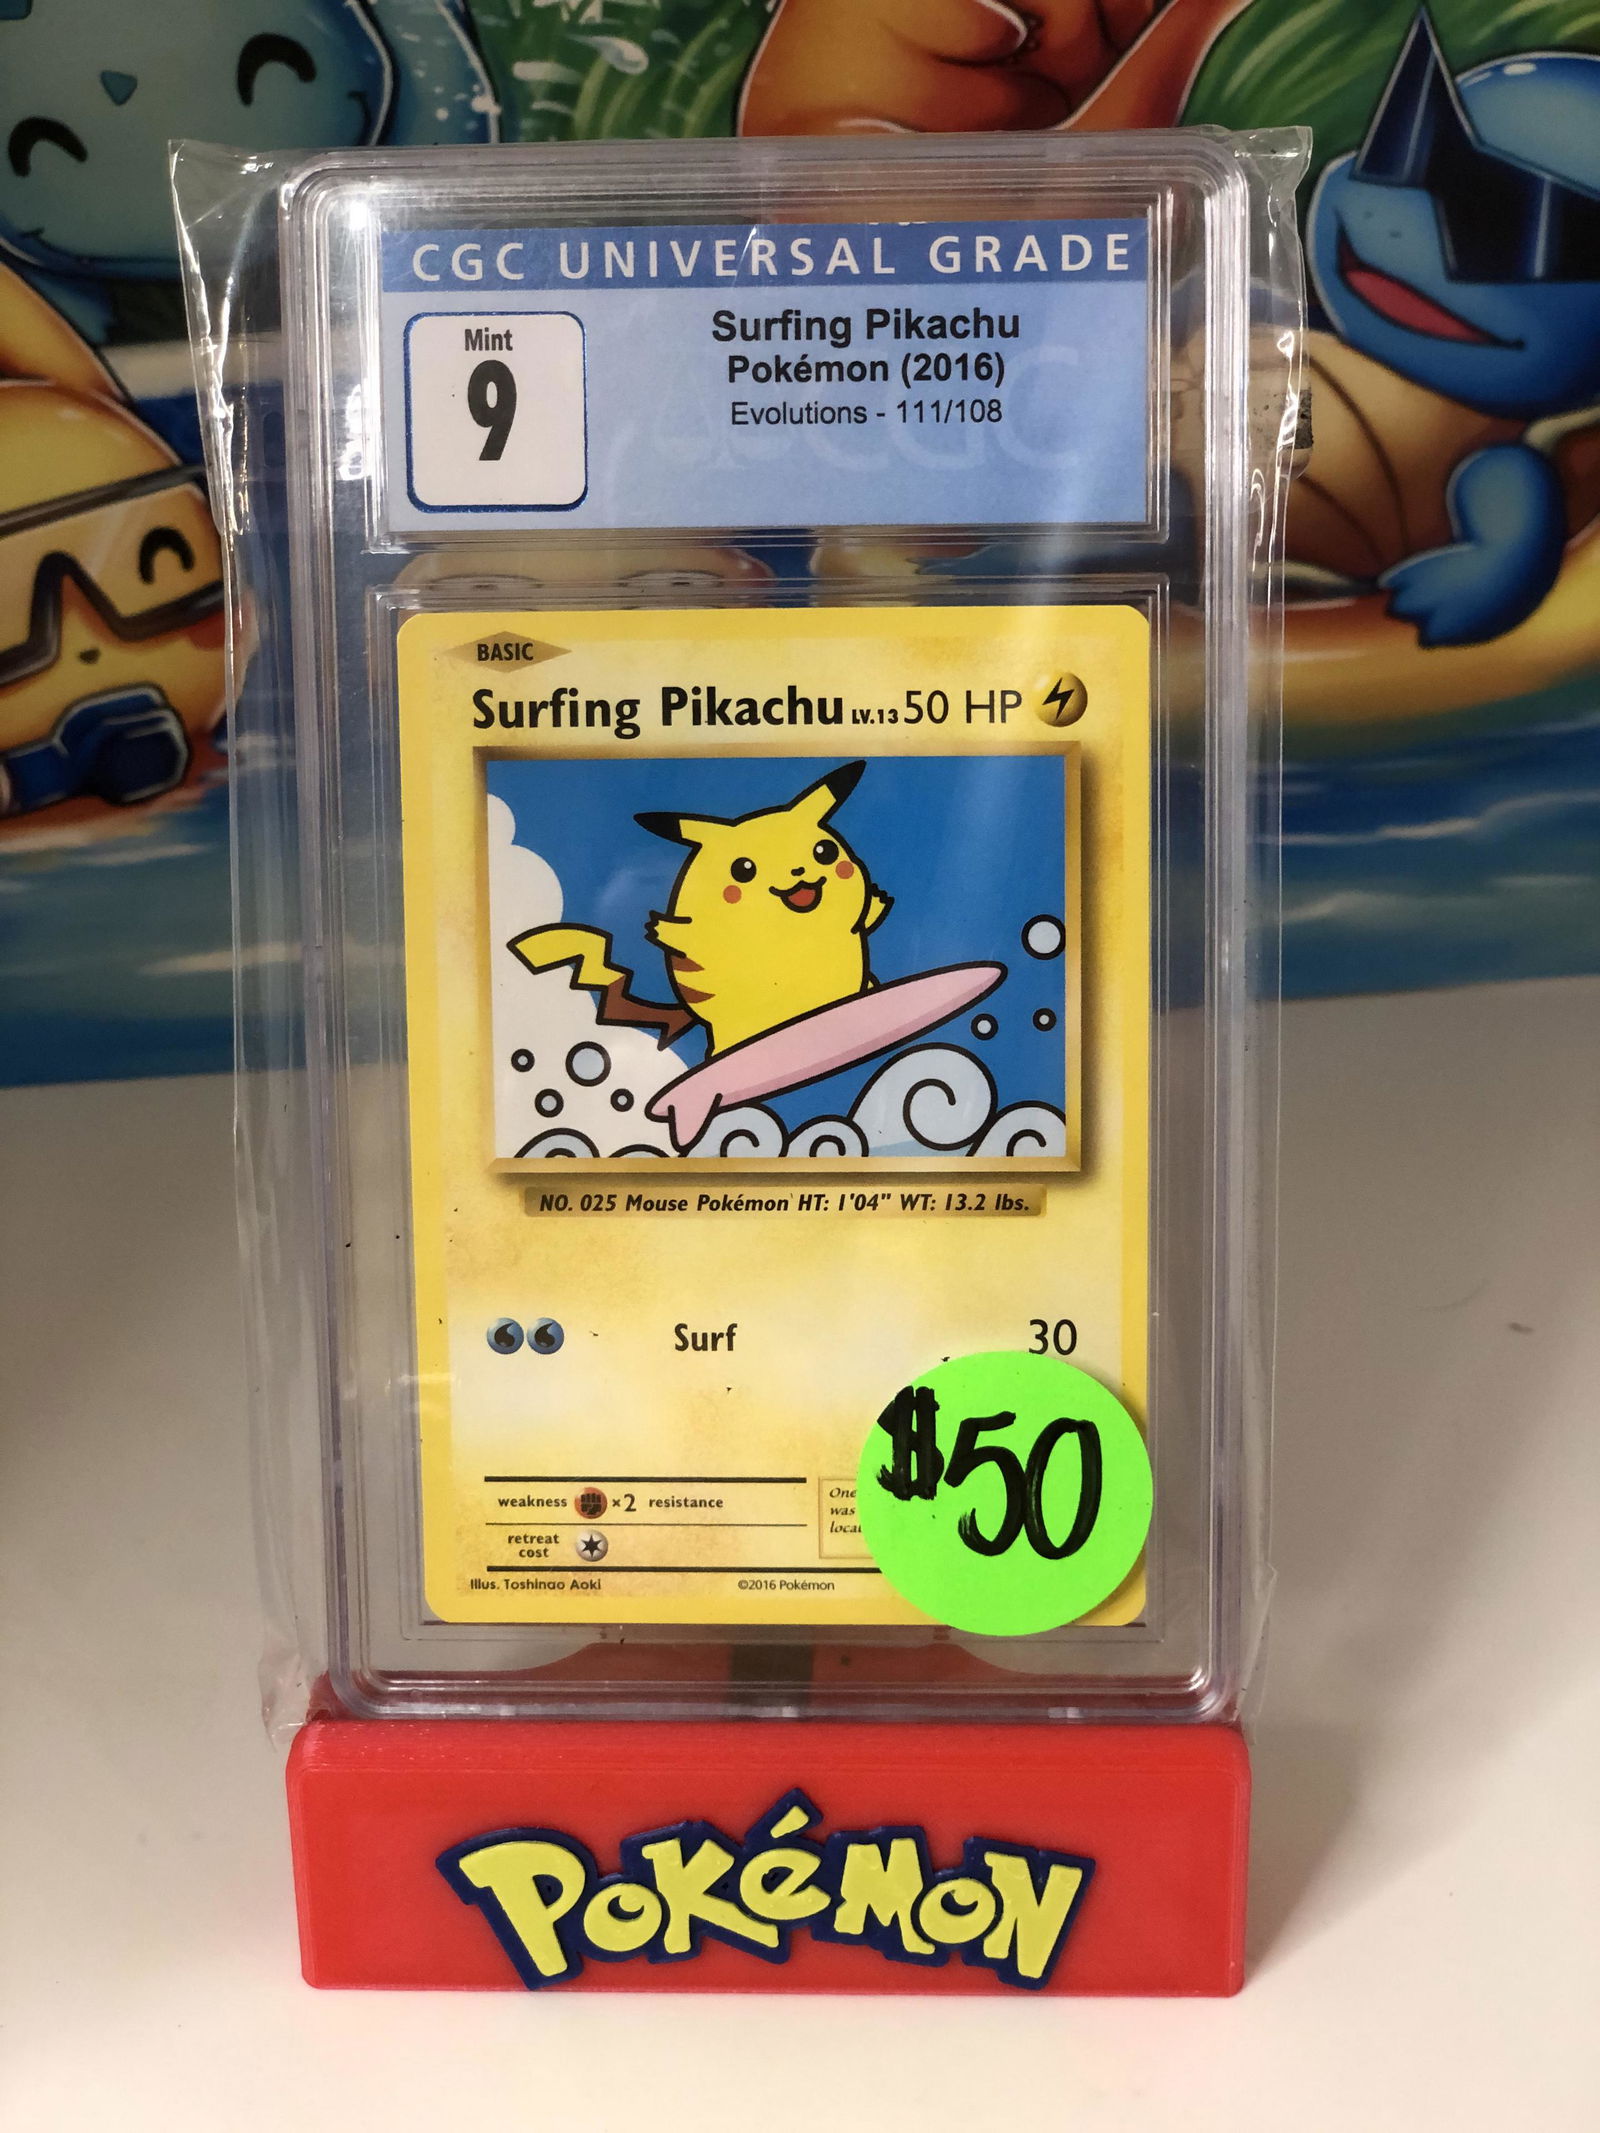 CGC UNIVERSAL GRADE
Mint
9
Surfing Pikachu
Pokémon (2016)
Evolutions - 111/108
BASIC
Surfing Pikachu LV.13 50 HP
NO. 025 Mouse Pokémon HT: 1'04" WT: 13.2 lbs.
Surf 30
weakness ×2 resistance
retreat
cost
One
was
Illus. Toshinao Aoki ©2016 Pokémon
$50
POKéMON